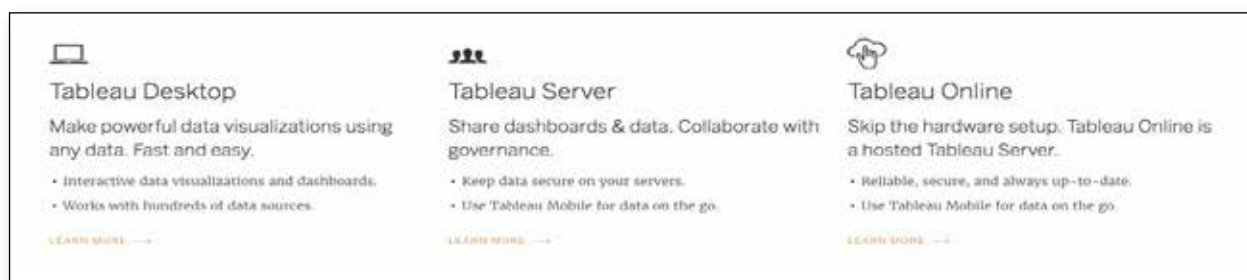 Tableau Desktop
Make powerful data visualizations using
any data. Fast and easy.
• Interactive data visualizations and dashboards.
• Works with hundreds of data sources.
LEARN MORE →
Tableau Server
Share dashboards & data. Collaborate with
governance.
• Keep data secure on your servers.
• Use Tableau Mobile for data on the go.
LEARN MORE →
Tableau Online
Skip the hardware setup. Tableau Online is
a hosted Tableau Server.
• Reliable, secure, and always up-to-date.
• Use Tableau Mobile for data on the go.
LEARN MORE →